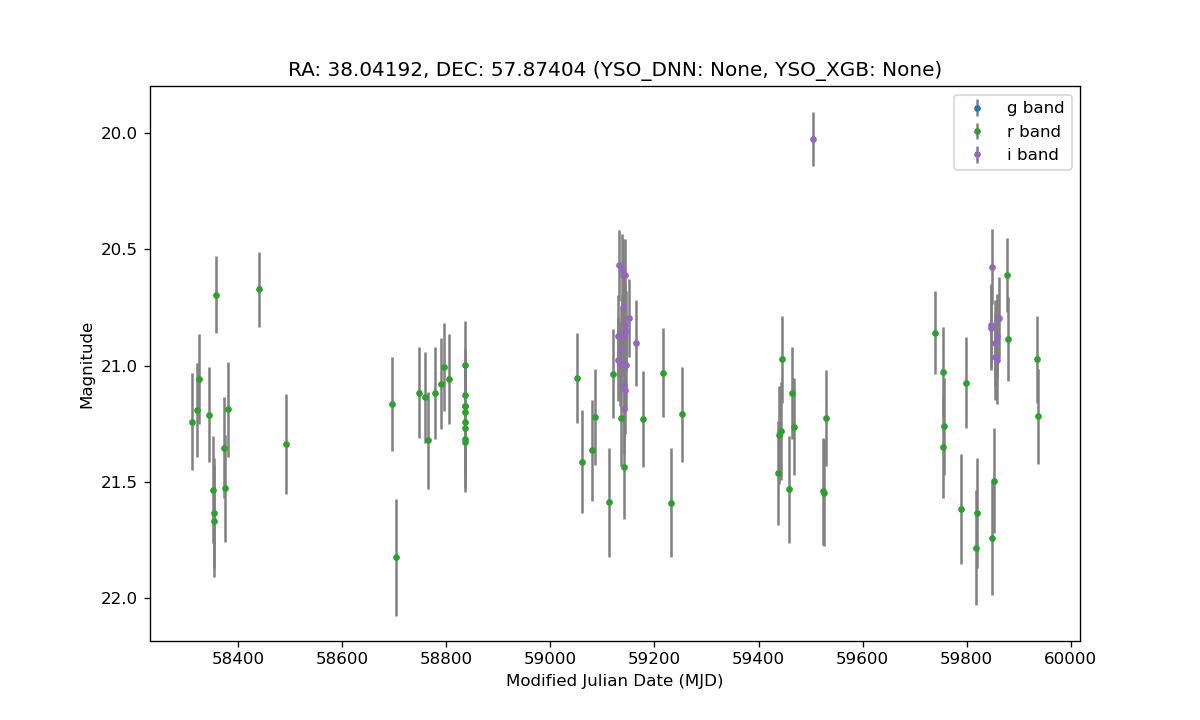 RA: 38.04192, DEC: 57.87404 (YSO_DNN: None, YSO_XGB: None)
g band
r band
i band
20.0
20.5
21.0
21.5
22.0
Magnitude
58400 58600 58800 59000 59200 59400 59600 59800 60000
Modified Julian Date (MJD)